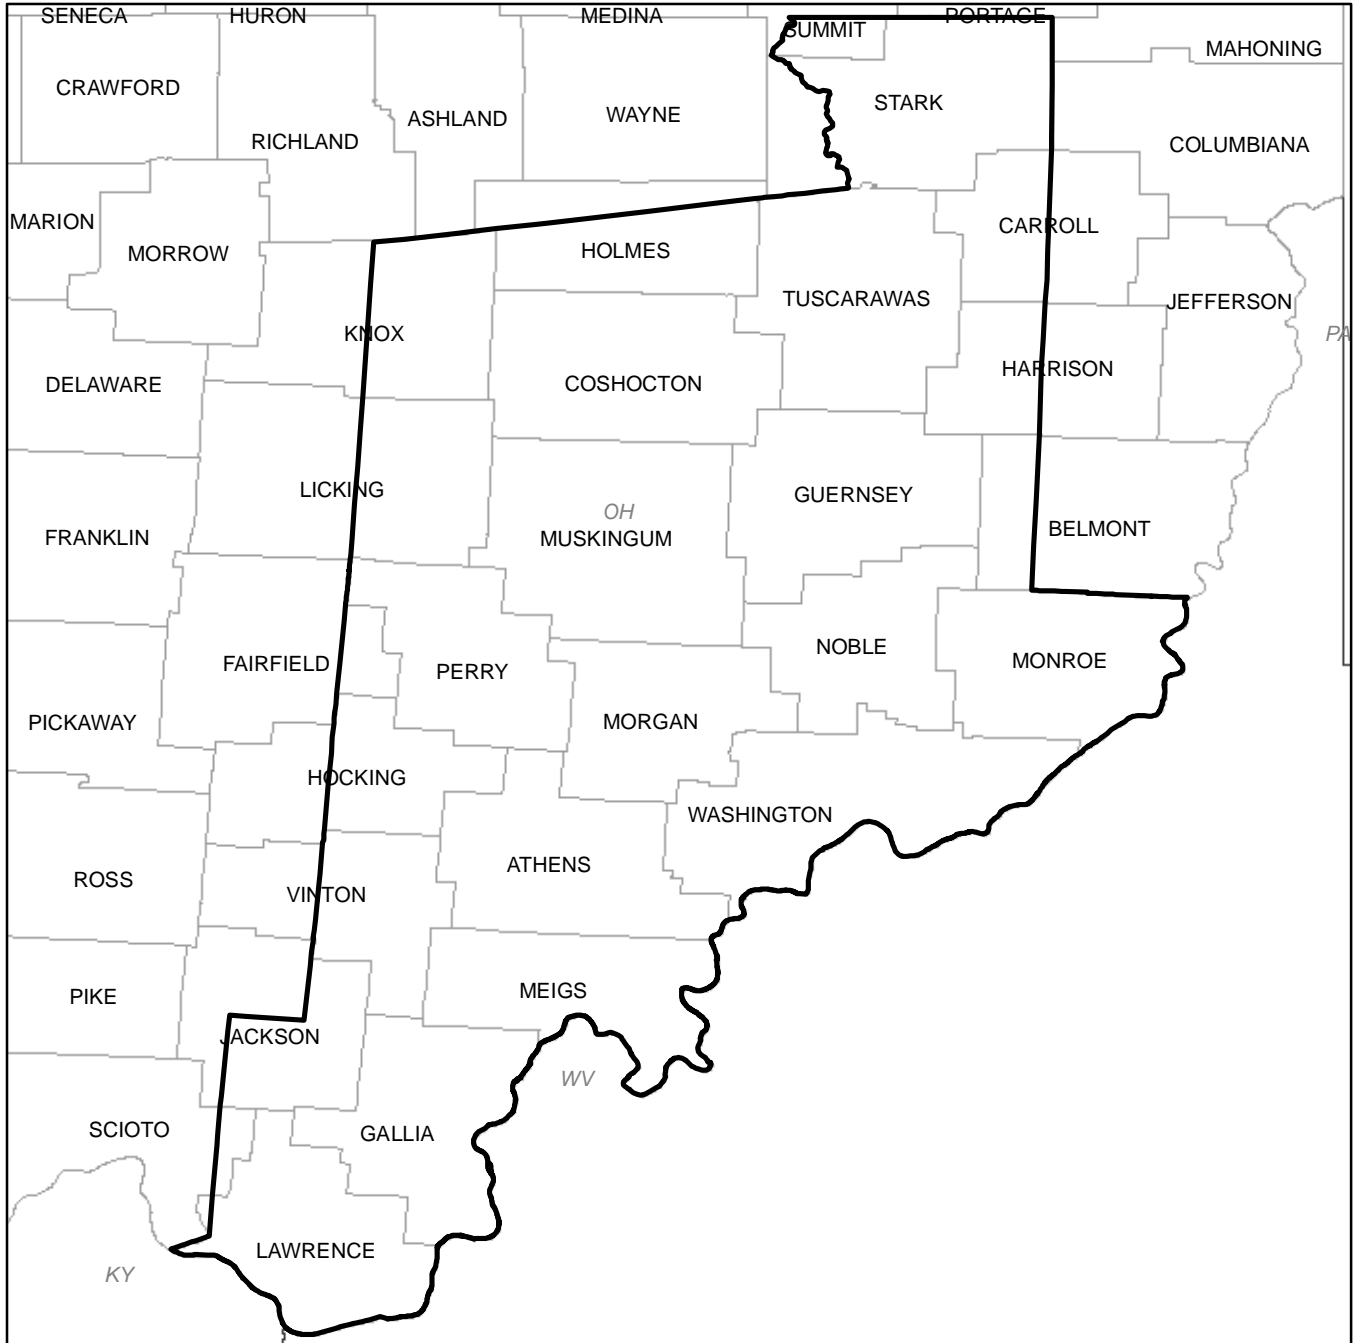 SENECA
HURON
MEDINA
PORTAGE
SUMMIT
MAHONING
CRAWFORD
STARK
WAYNE
ASHLAND
RICHLAND
COLUMBIANA
MARION
CARROLL
MORROW
HOLMES
TUSCARAWAS
JEFFERSON
KNOX
PA
HARRISON
DELAWARE
COSHOCTON
LICKING
GUERNSEY
OH
BELMONT
FRANKLIN
MUSKINGUM
NOBLE
MONROE
FAIRFIELD
PERRY
PICKAWAY
MORGAN
HOCKING
WASHINGTON
ATHENS
ROSS
VINTON
MEIGS
PIKE
JACKSON
WV
SCIOTO
GALLIA
LAWRENCE
KY